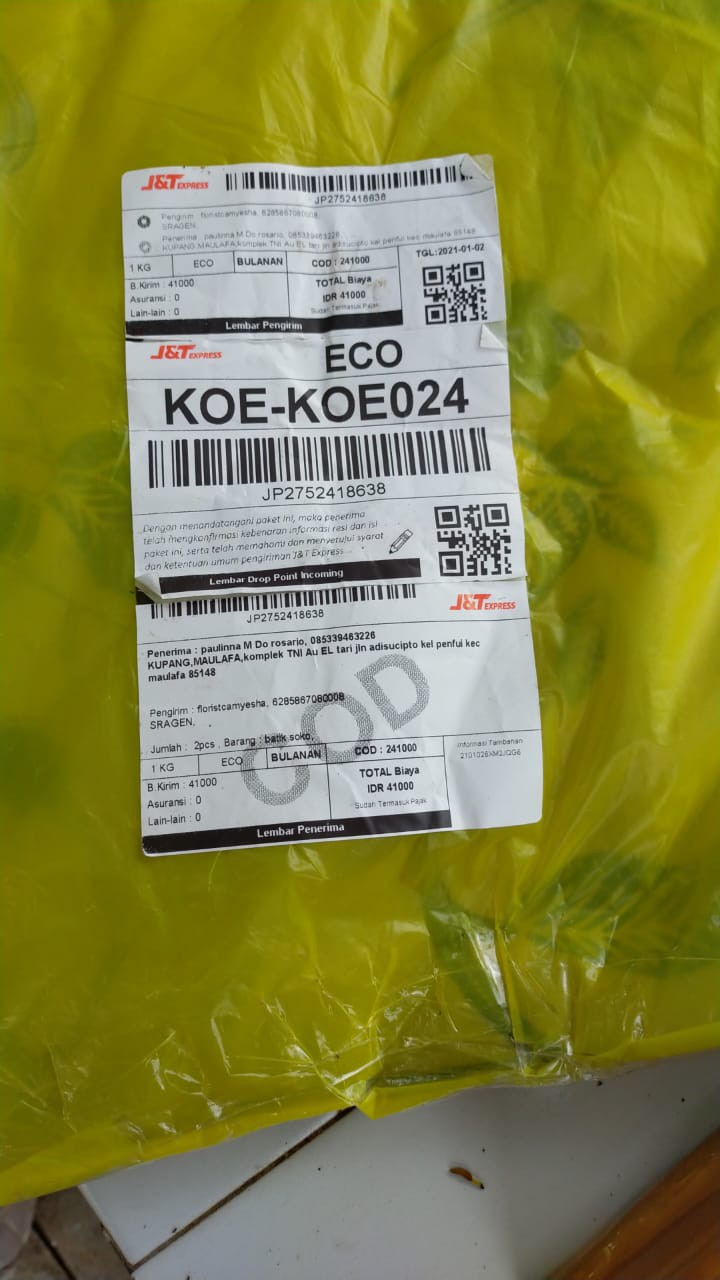 J&T EXPRESS
JP2752418638
Pengirim : floristcamyesha, 6285867080008
SRAGEN,
Penerima : paulinna M Do rosario, 085339463226
KUPANG,MAULAFA,komplek TNI Au EL tari jln adisucipto kel penfui kec maulafa 85148
1 KG ECO BULANAN COD : 241000 TGL:2021-01-02
B.Kirim : 41000
Asuransi : 0
Lain-lain : 0
TOTAL Biaya
IDR 41000
Sudah Termasuk Pajak
Lembar Pengirim
J&T EXPRESS
ECO
KOE-KOE024
JP2752418638
Dengan menandatangani paket ini, maka penerima
telah mengkonfirmasi kebenaran informasi resi dan isi
paket ini, serta telah memahami dan menyetujui syarat
dan ketentuan umum pengiriman J&T Express
Lembar Drop Point Incoming
J&T EXPRESS
JP2752418638
Penerima : paulinna M Do rosario, 085339463226
KUPANG,MAULAFA,komplek TNI Au EL tari jln adisucipto kel penfui kec
maulafa 85148
Pengirim : floristcamyesha, 6285867080008
SRAGEN,
COD
Jumlah : 2pcs , Barang : batik soko,
1 KG ECO BULANAN COD : 241000
B.Kirim : 41000
Asuransi : 0
Lain-lain : 0
TOTAL Biaya
IDR 41000
Sudah Termasuk Pajak
Informasi Tambahan
Lembar Penerima